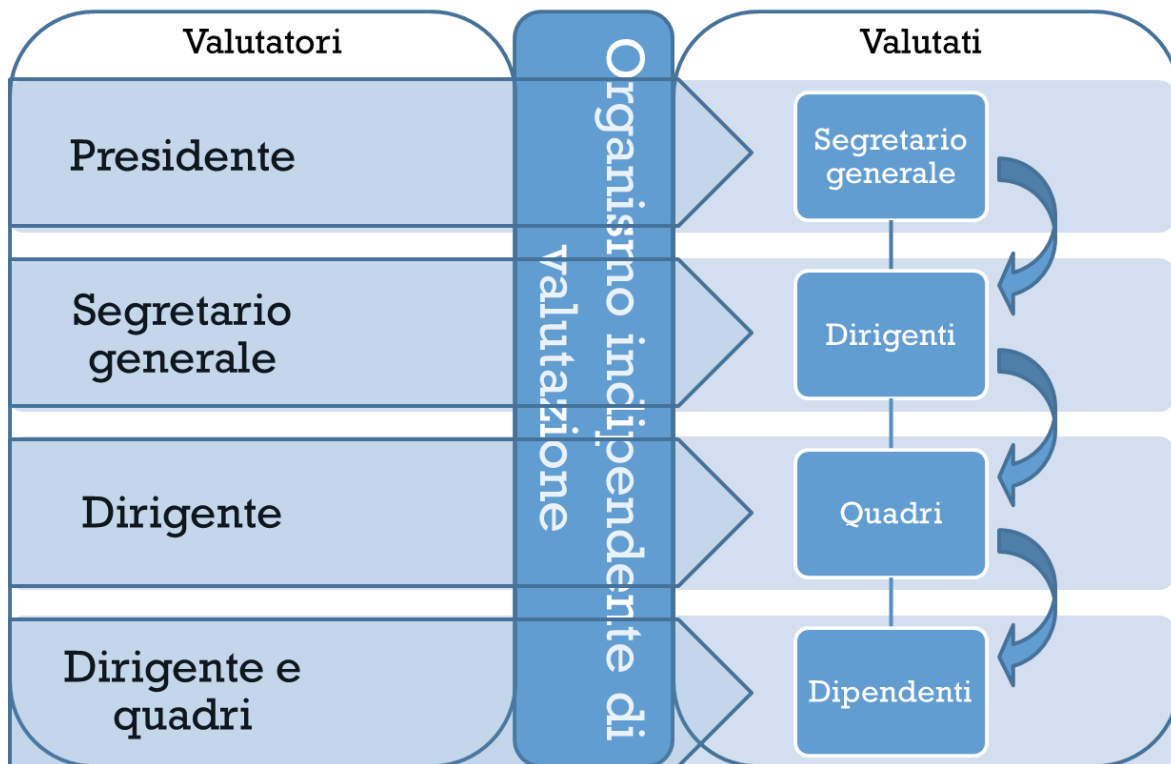 Valutatori
Valutati
Organismo indipendente di
valutazione
Presidente
Segretario
generale
Segretario
generale
Dirigenti
Dirigente
Quadri
Dirigente e
quadri
Dipendenti